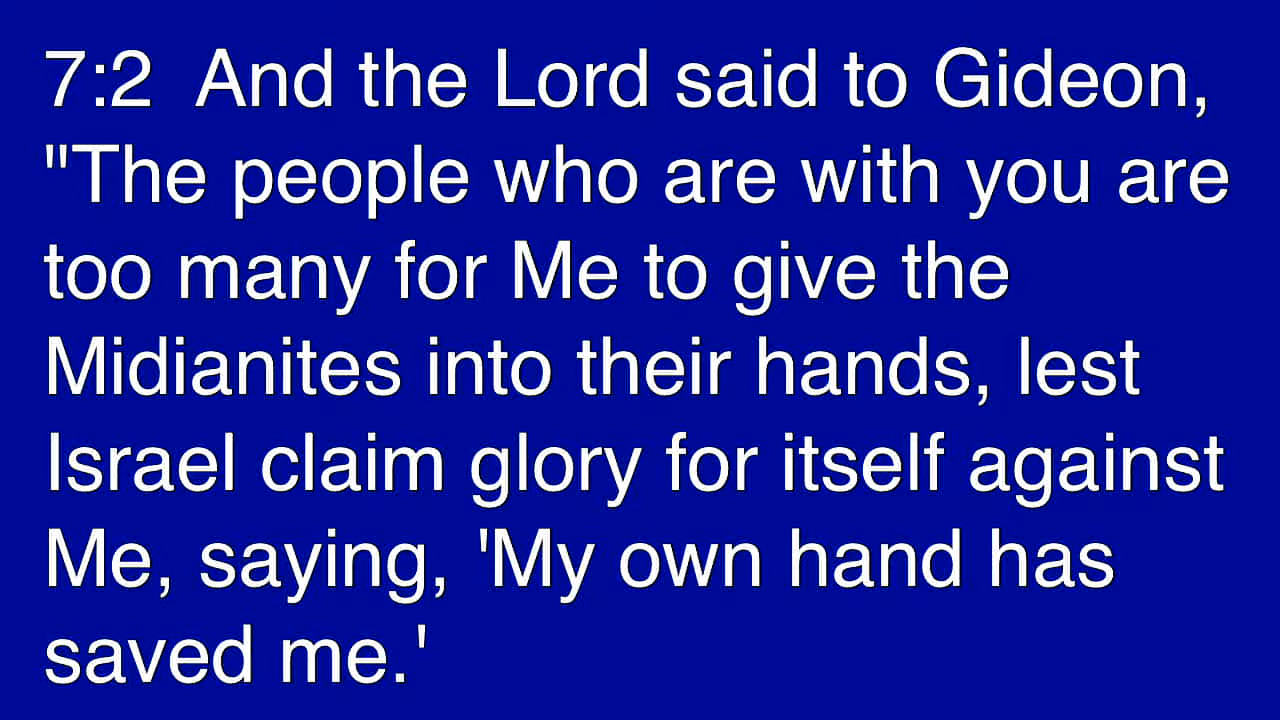 7:2  And the Lord said to Gideon,
"The people who are with you are
too many for Me to give the
Midianites into their hands, lest
Israel claim glory for itself against
Me, saying, 'My own hand has
saved me.'